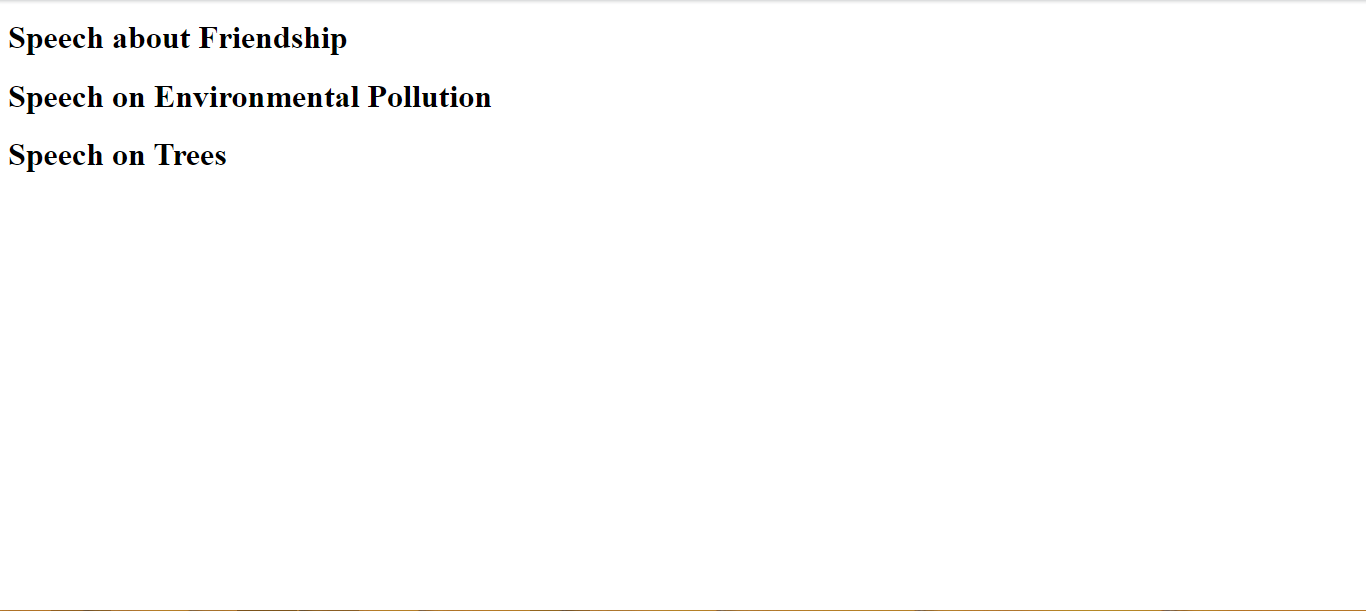 Speech about Friendship
Speech on Environmental Pollution
Speech on Trees